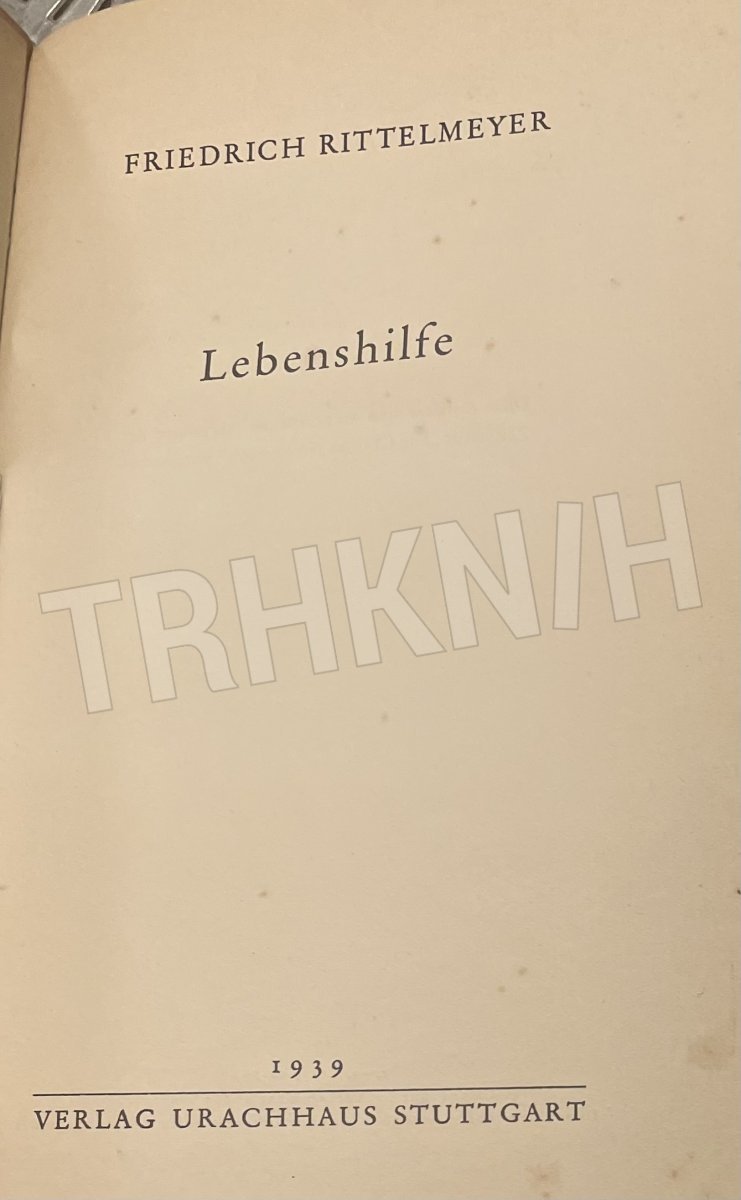 FRIEDRICH RITTELMEYER
Lebenshilfe
TRHKN/H
1939
VERLAG URACHHAUS STUTTGART